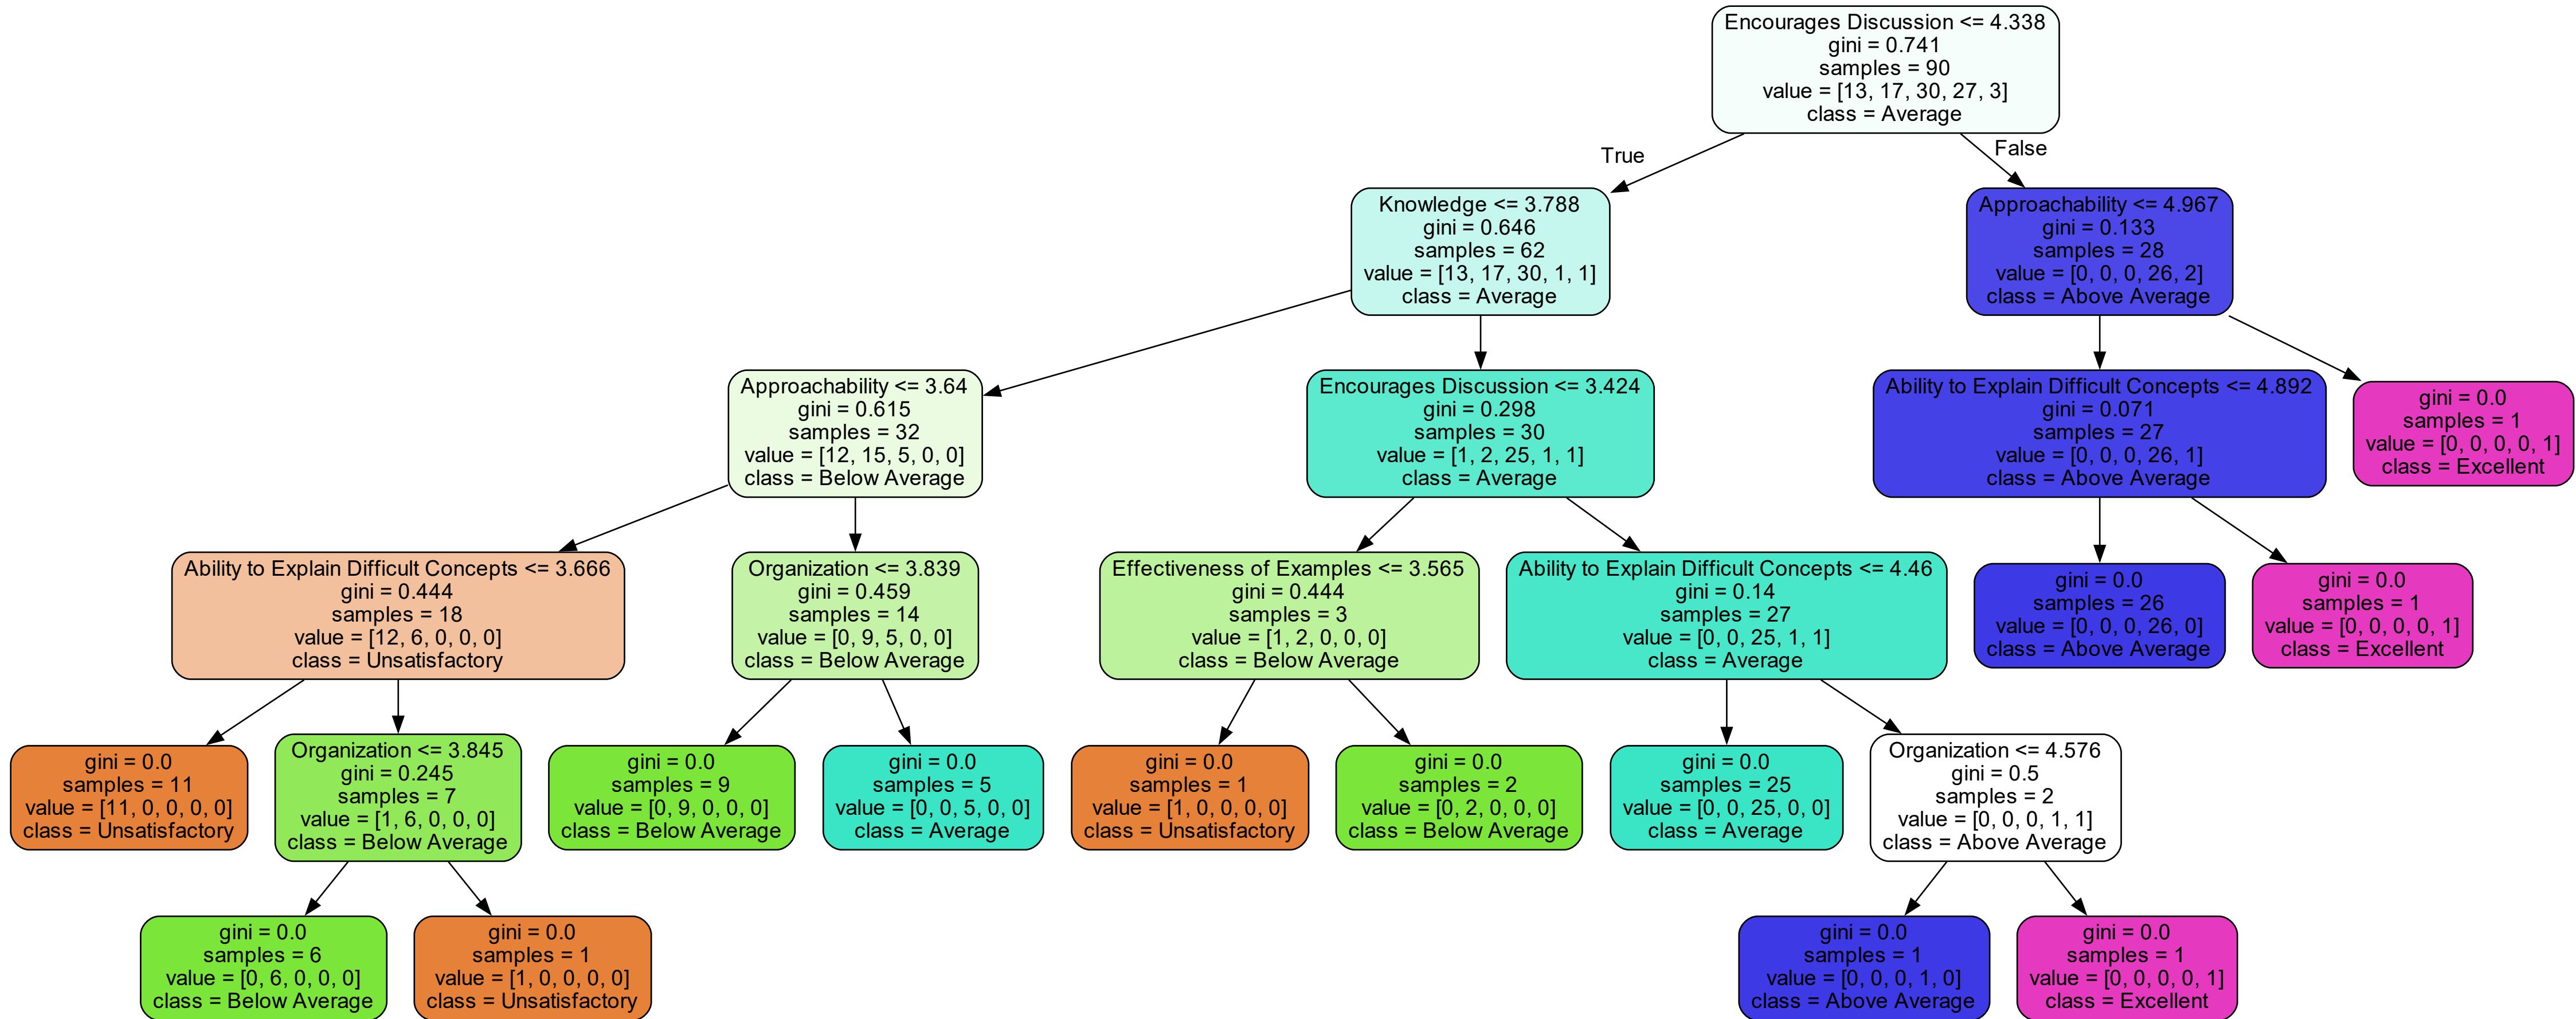 Encourages Discussion <= 4.338
gini = 0.741
samples = 90
value = [13, 17, 30, 27, 3]
class = Average
True
False
Knowledge <= 3.788
gini = 0.646
samples = 62
value = [13, 17, 30, 1, 1]
class = Average
Approachability <= 4.967
gini = 0.133
samples = 28
value = [0, 0, 0, 26, 2]
class = Above Average
Approachability <= 3.64
gini = 0.615
samples = 32
value = [12, 15, 5, 0, 0]
class = Below Average
Encourages Discussion <= 3.424
gini = 0.298
samples = 30
value = [1, 2, 25, 1, 1]
class = Average
Ability to Explain Difficult Concepts <= 4.892
gini = 0.071
samples = 27
value = [0, 0, 0, 26, 1]
class = Above Average
gini = 0.0
samples = 1
value = [0, 0, 0, 0, 1]
class = Excellent
Ability to Explain Difficult Concepts <= 3.666
gini = 0.444
samples = 18
value = [12, 6, 0, 0, 0]
class = Unsatisfactory
Organization <= 3.839
gini = 0.459
samples = 14
value = [0, 9, 5, 0, 0]
class = Below Average
Effectiveness of Examples <= 3.565
gini = 0.444
samples = 3
value = [1, 2, 0, 0, 0]
class = Below Average
Ability to Explain Difficult Concepts <= 4.46
gini = 0.14
samples = 27
value = [0, 0, 25, 1, 1]
class = Average
gini = 0.0
samples = 26
value = [0, 0, 0, 26, 0]
class = Above Average
gini = 0.0
samples = 1
value = [0, 0, 0, 0, 1]
class = Excellent
gini = 0.0
samples = 11
value = [11, 0, 0, 0, 0]
class = Unsatisfactory
Organization <= 3.845
gini = 0.245
samples = 7
value = [1, 6, 0, 0, 0]
class = Below Average
gini = 0.0
samples = 9
value = [0, 9, 0, 0, 0]
class = Below Average
gini = 0.0
samples = 5
value = [0, 0, 5, 0, 0]
class = Average
gini = 0.0
samples = 1
value = [1, 0, 0, 0, 0]
class = Unsatisfactory
gini = 0.0
samples = 2
value = [0, 2, 0, 0, 0]
class = Below Average
gini = 0.0
samples = 25
value = [0, 0, 25, 0, 0]
class = Average
Organization <= 4.576
gini = 0.5
samples = 2
value = [0, 0, 0, 1, 1]
class = Above Average
gini = 0.0
samples = 6
value = [0, 6, 0, 0, 0]
class = Below Average
gini = 0.0
samples = 1
value = [1, 0, 0, 0, 0]
class = Unsatisfactory
gini = 0.0
samples = 1
value = [0, 0, 0, 1, 0]
class = Above Average
gini = 0.0
samples = 1
value = [0, 0, 0, 0, 1]
class = Excellent